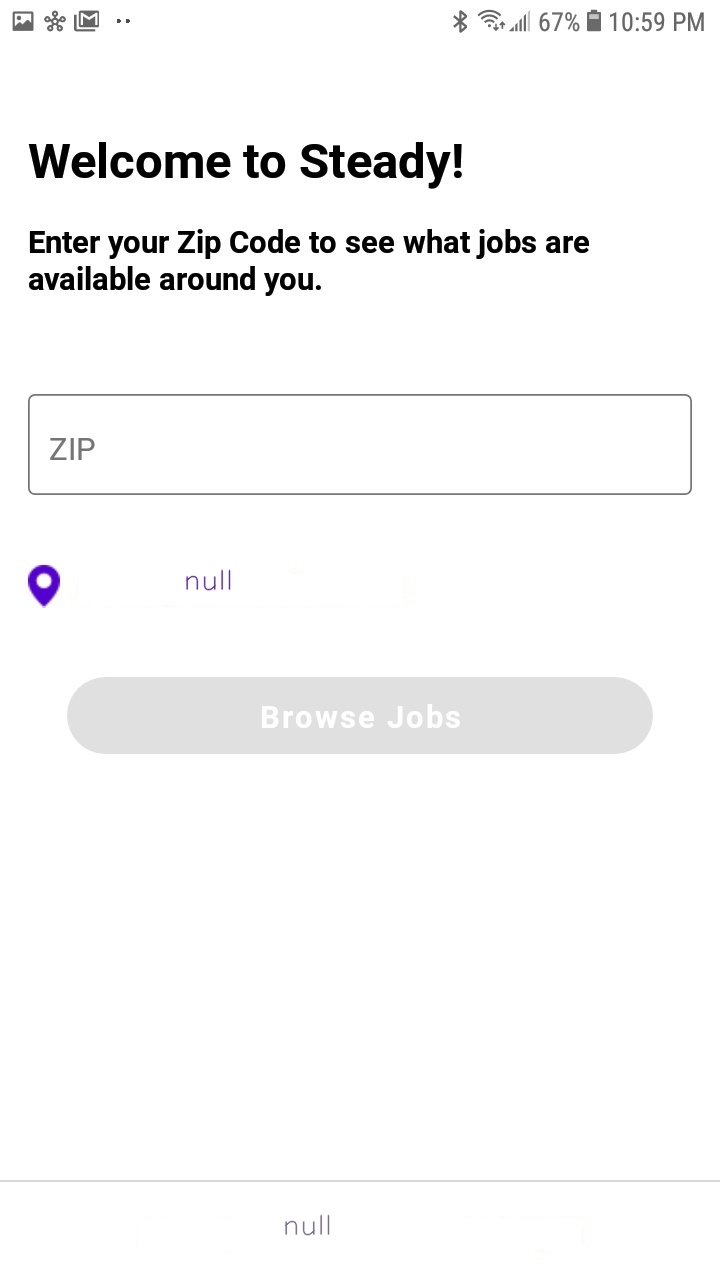 67% 10:59 PM
Welcome to Steady!
Enter your Zip Code to see what jobs are
available around you.
ZIP
null
Browse Jobs
null